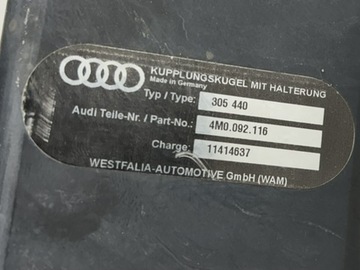 KUPPLUNGSKUGEL MIT HALTERUNG
Made in Germany
Typ / Type: 305 440
Audi Teile-Nr. / Part-No.: 4M0.092.116
Charge: 11414637
WESTFALIA-AUTOMOTIVE GmbH (WAM)